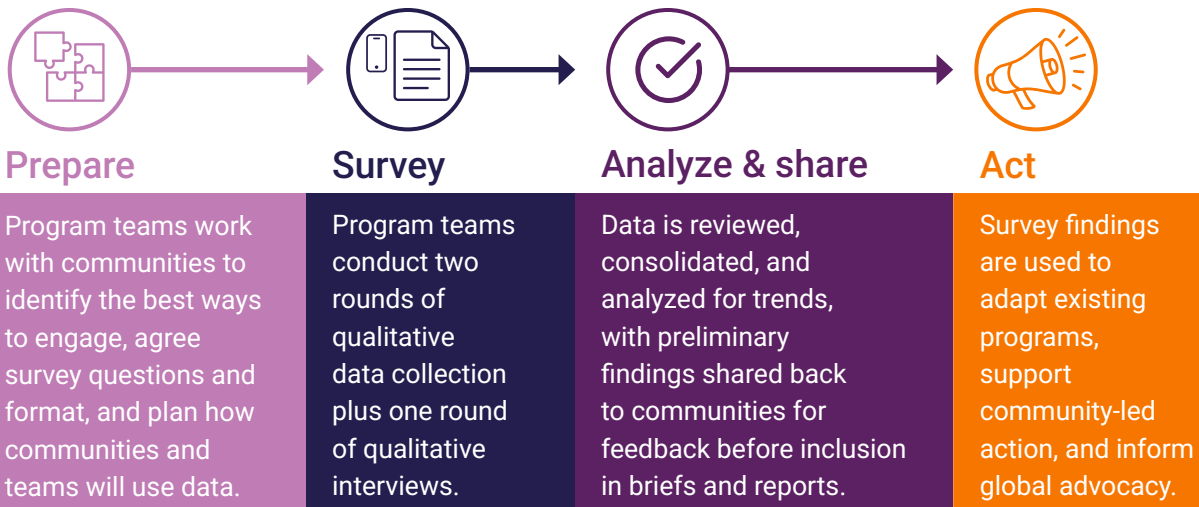 Prepare
Program teams work
with communities to
identify the best ways
to engage, agree
survey questions and
format, and plan how
communities and
teams will use data.
Survey
Program teams
conduct two
rounds of
qualitative
data collection
plus one round
of qualitative
interviews.
Analyze & share
Data is reviewed,
consolidated, and
analyzed for trends,
with preliminary
findings shared back
to communities for
feedback before inclusion
in briefs and reports.
Act
Survey findings
are used to
adapt existing
programs,
support
community-led
action, and inform
global advocacy.